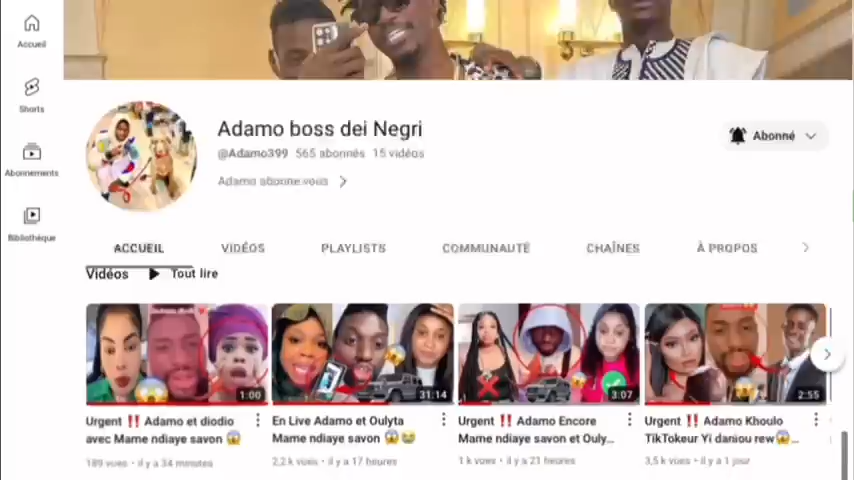 Accueil
Shorts
Abonnements
Bibliothèque
Adamo boss dei Negri
@Adamo399 565 abonnés 15 vidéos
Adamo abonne vous
Abonné
ACCUEIL VIDÉOS PLAYLISTS COMMUNAUTÉ CHAÎNES À PROPOS
Vidéos Tout lire
1:00 31:14 3:07 2:55
Urgent ‼️ Adamo et diodio
avec Mame ndiaye savon 😱
189 vues • il y a 34 minutes
En Live Adamo et Oulyta
Mame ndiaye savon 😱😭
2,2 k vues • il y a 17 heures
Urgent ‼️ Adamo Encore
Mame ndiaye savon et Ouly...
1 k vues • il y a 21 heures
Urgent ‼️ Adamo Khoulo
TikTokeur Yi daniou rew😱...
3,5 k vues • il y a 1 jour